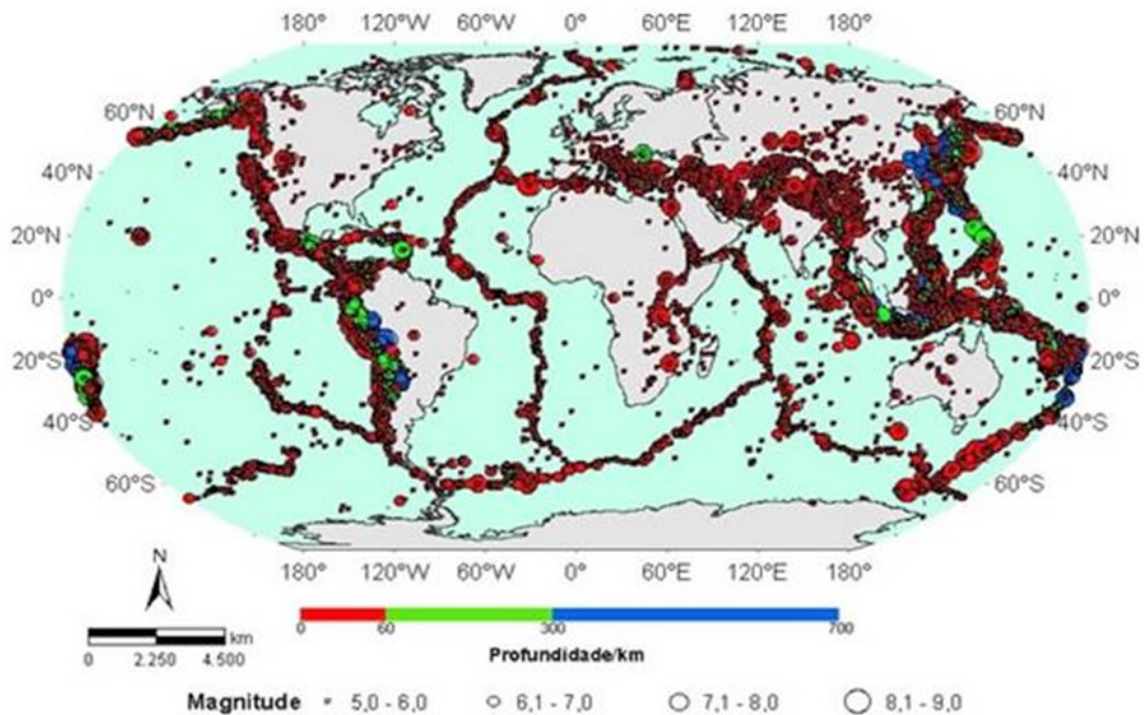 180° 120°W 60°W 0° 60°E 120°E 180°
60°N 60°N
40°N 40°N
20°N 20°N
0° 0°
20°S 20°S
40°S 40°S
60°S 60°S
180° 120°W 60°W 0° 60°E 120°E 180°
N
km
0 2.250 4.500
0 60 300 700
Profundidade/km
Magnitude 5,0 - 6,0 6,1 - 7,0 7,1 - 8,0 8,1 - 9,0